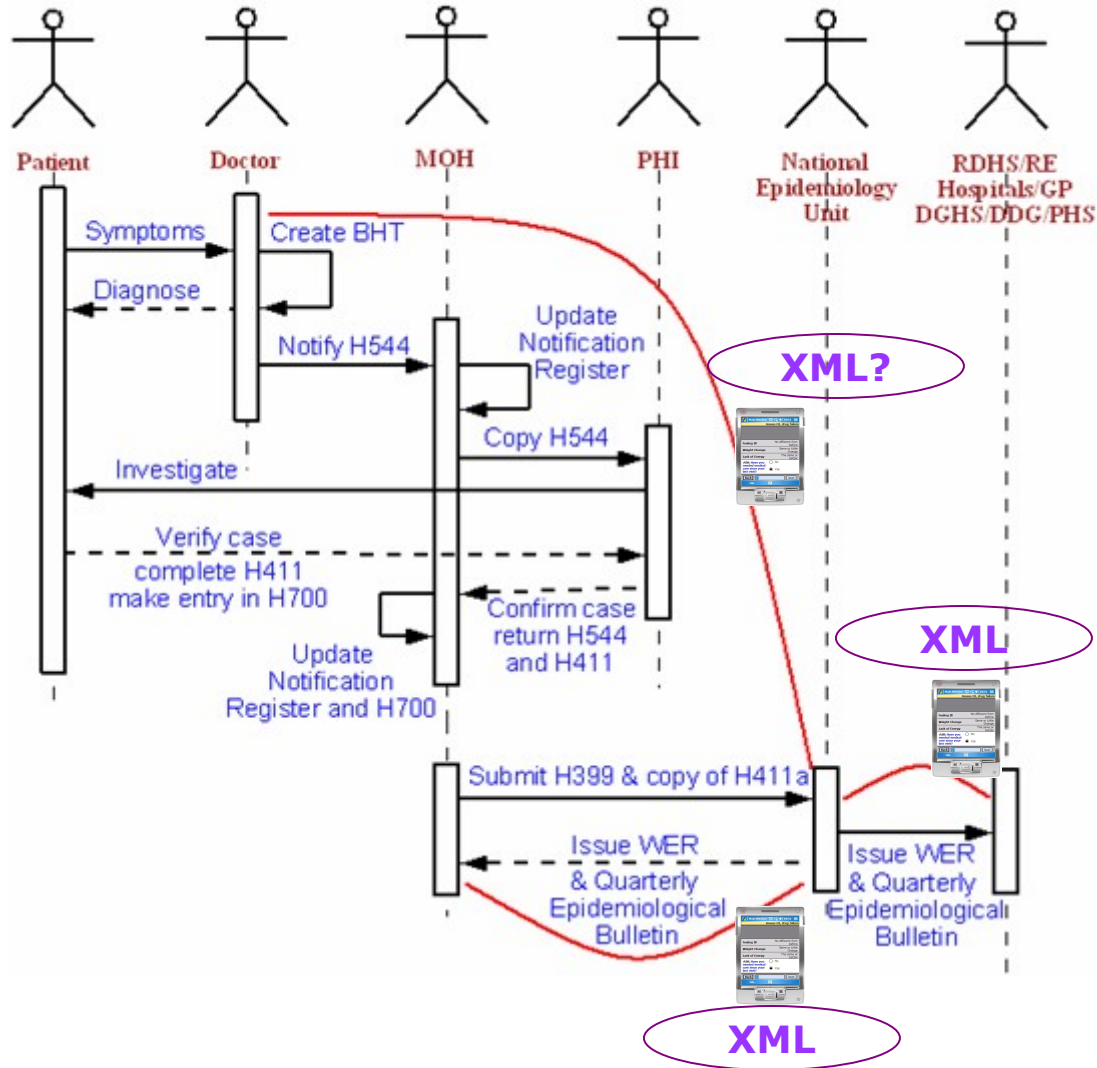 Patient
Doctor
MOH
PHI
National
Epidemiology
Unit
RDHS/RE
Hospitals/GP
DGHS/DDG/PHS
Symptoms
Create BHT
Diagnose
Notify H544
Update
Notification
Register
XML?
Copy H544
Investigate
Verify case
complete H411
make entry in H700
Confirm case
return H544
and H411
Update
Notification
Register and H700
XML
Submit H399 & copy of H411a
Issue WER
& Quarterly
Epidemiological
Bulletin
Issue WER
& Quarterly
Epidemiological
Bulletin
XML